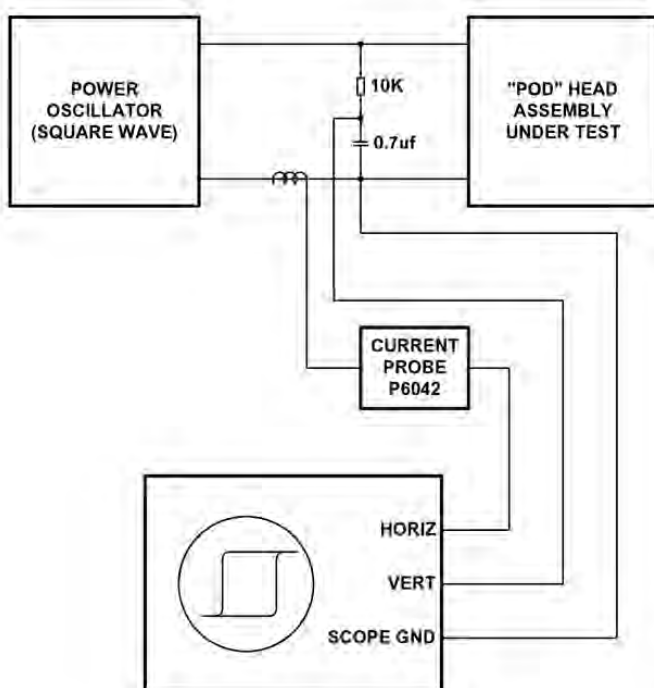 POWER
OSCILLATOR
(SQUARE WAVE)
10K
0.7uf
"POD" HEAD
ASSEMBLY
UNDER TEST
CURRENT
PROBE
P6042
HORIZ
VERT
SCOPE GND